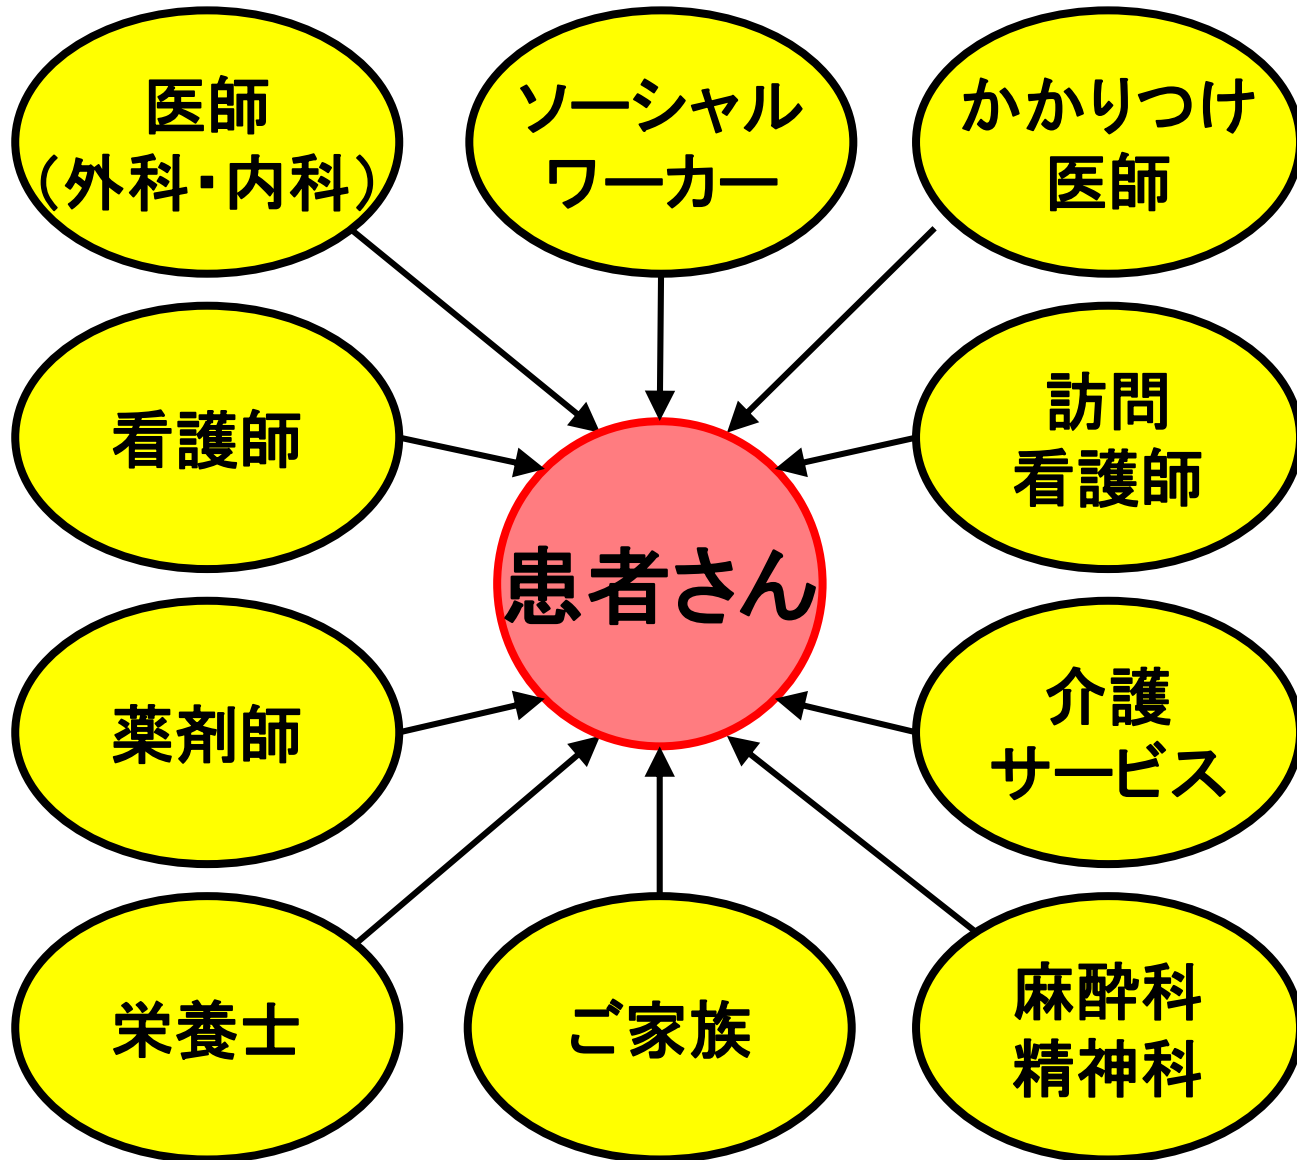 医師
（外科・内科）
ソーシャル
ワーカー
かかりつけ
医師
看護師
訪問
看護師
患者さん
薬剤師
介護
サービス
栄養士
ご家族
麻酔科
精神科